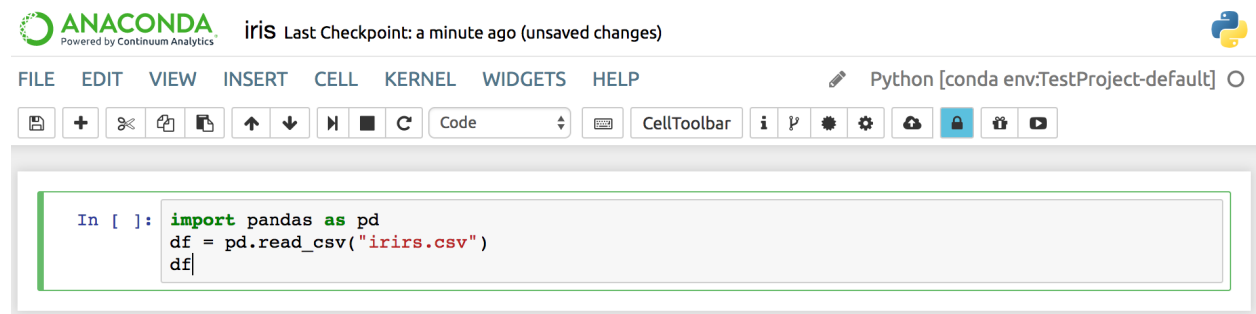 ANACONDA
Powered by Continuum Analytics
iris Last Checkpoint: a minute ago (unsaved changes)
FILE EDIT VIEW INSERT CELL KERNEL WIDGETS HELP Python [conda env:TestProject-default]
Code CellToolbar
In [ ]: import pandas as pd
df = pd.read_csv("irirs.csv")
df